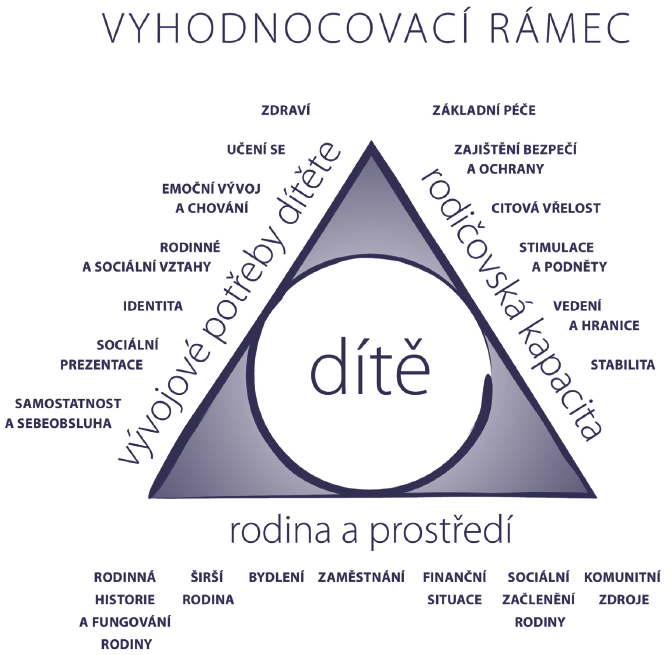 VYHODNOCOVACÍ RÁMEC
ZDRAVÍ
UČENÍ SE
EMOČNÍ VÝVOJ
A CHOVÁNÍ
RODINNÉ
A SOCIÁLNÍ VZTAHY
IDENTITA
SOCIÁLNÍ
PREZENTACE
SAMOSTATNOST
A SEBEOBSLUHA
vývojové potřeby dítěte
ZÁKLADNÍ PÉČE
ZAJIŠTĚNÍ BEZPEČÍ
A OCHRANY
CITOVÁ VŘELOST
STIMULACE
A PODNĚTY
VEDENÍ
A HRANICE
STABILITA
rodičovská kapacita
dítě
rodina a prostředí
RODINNÁ
HISTORIE
A FUNGOVÁNÍ
RODINY
ŠIRŠÍ
RODINA
BYDLENÍ
ZAMĚSTNÁNÍ
FINANČNÍ
SITUACE
SOCIÁLNÍ
ZAČLENĚNÍ
RODINY
KOMUNITNÍ
ZDROJE